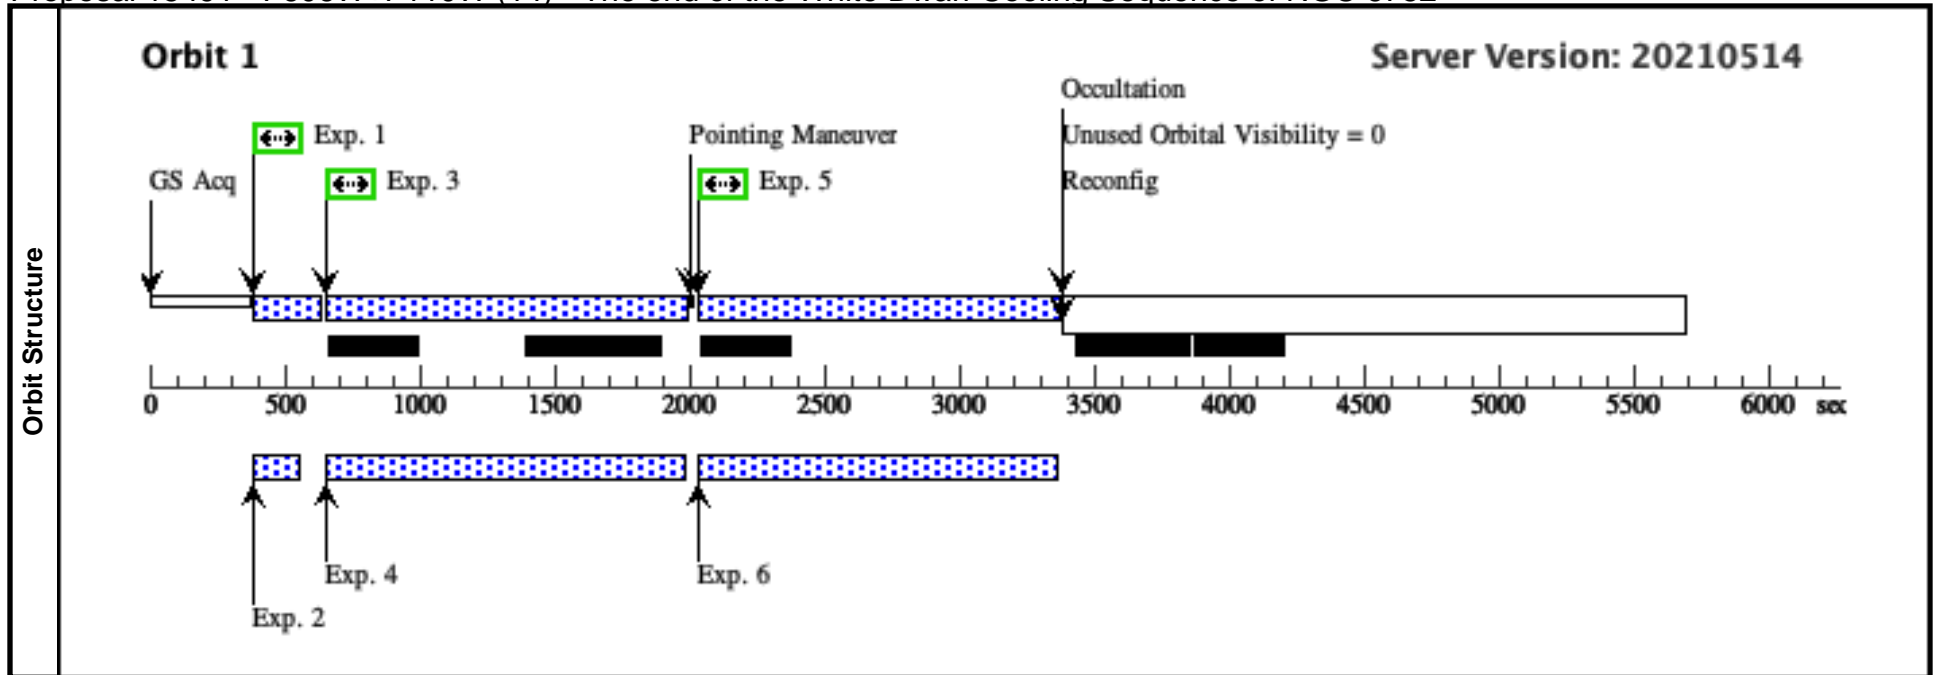 Orbit 1
Server Version: 20210514
Occultation
Exp. 1
Pointing Maneuver
Unused Orbital Visibility = 0
GS Acq
Exp. 3
Exp. 5
Reconfig
Orbit Structure
0 500 1000 1500 2000 2500 3000 3500 4000 4500 5000 5500 6000 sec
Exp. 4
Exp. 6
Exp. 2